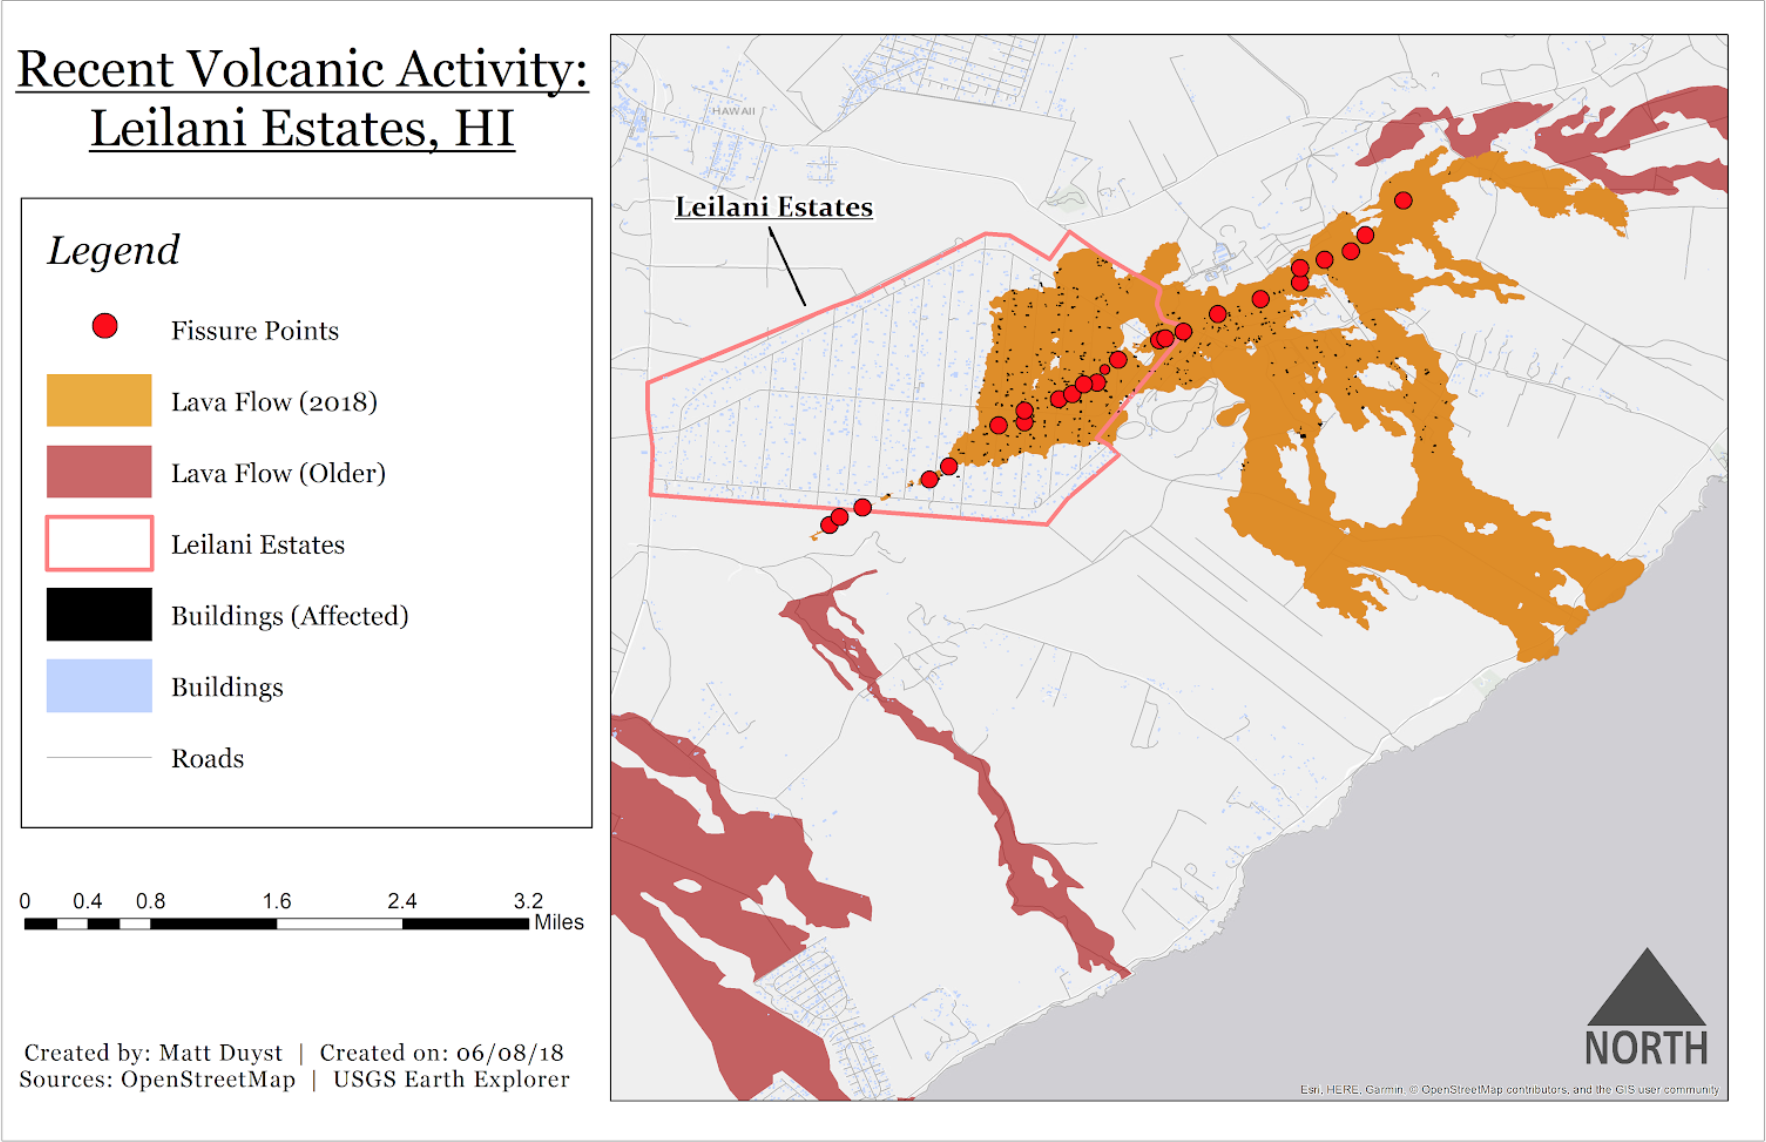 Recent Volcanic Activity:
Leilani Estates, HI
Legend
Fissure Points
Lava Flow (2018)
Lava Flow (Older)
Leilani Estates
Buildings (Affected)
Buildings
Roads
0 0.4 0.8 1.6 2.4 3.2
Miles
Created by: Matt Duyst | Created on: 06/08/18
Sources: OpenStreetMap | USGS Earth Explorer
HAWAII
Leilani Estates
NORTH
Esri, HERE, Garmin, © OpenStreetMap contributors, and the GIS user community